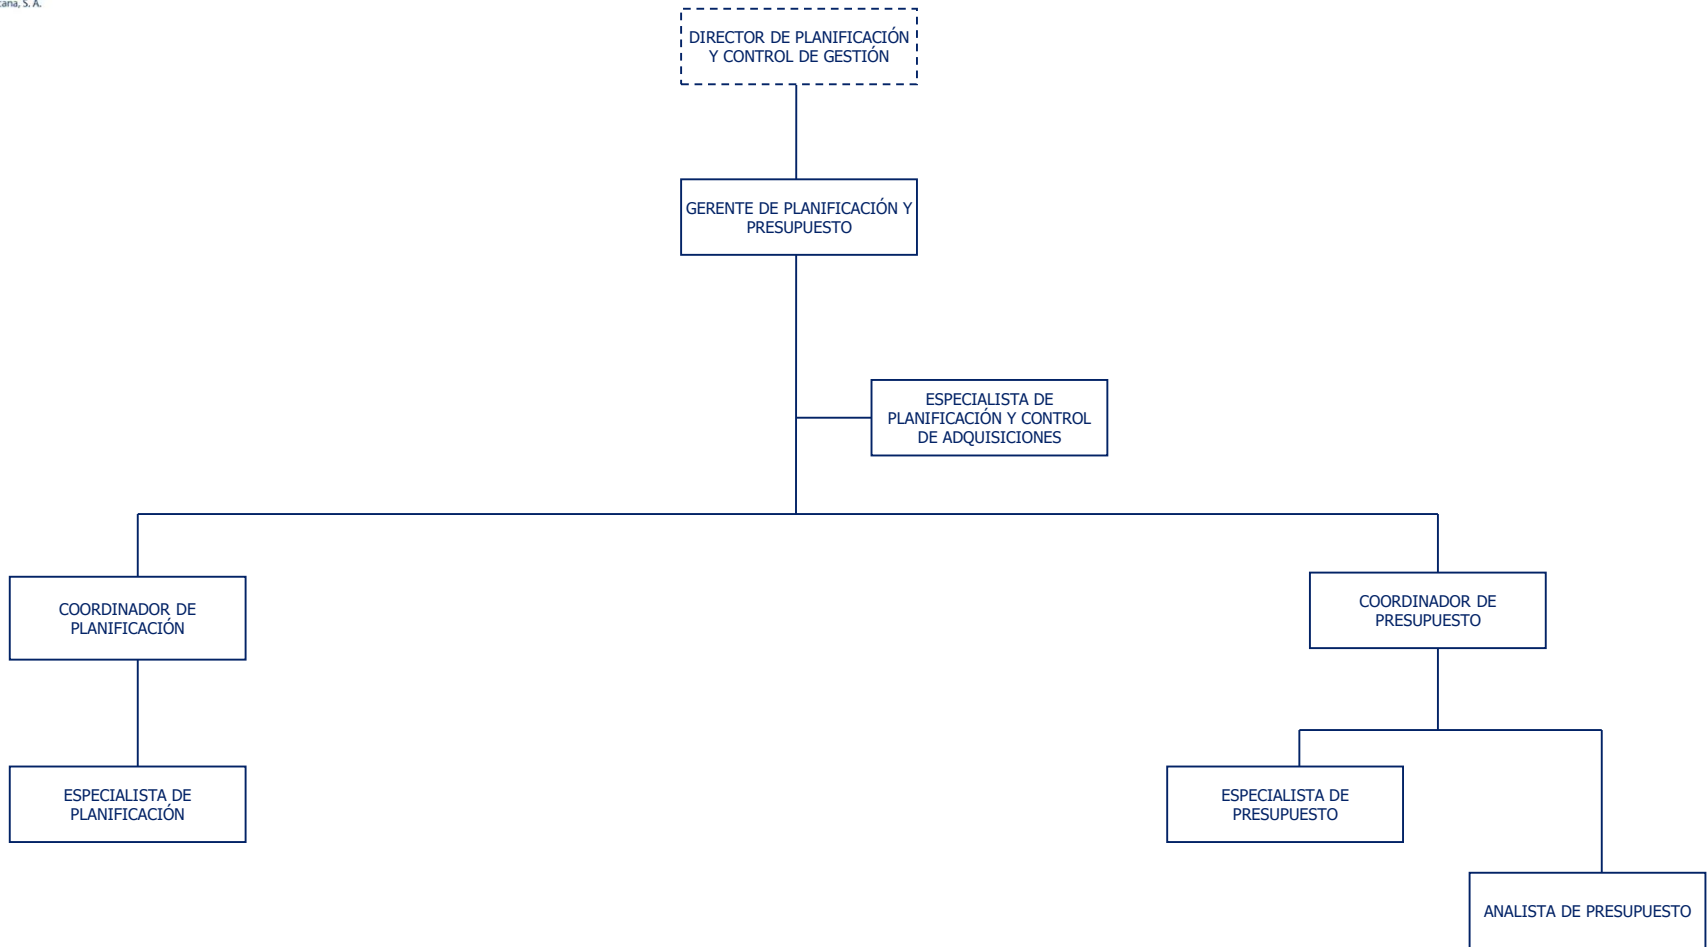 S. A.
DIRECTOR DE PLANIFICACIÓN
Y CONTROL DE GESTIÓN
GERENTE DE PLANIFICACIÓN Y
PRESUPUESTO
ESPECIALISTA DE
PLANIFICACIÓN Y CONTROL
DE ADQUISICIONES
COORDINADOR DE
PLANIFICACIÓN
COORDINADOR DE
PRESUPUESTO
ESPECIALISTA DE
PLANIFICACIÓN
ESPECIALISTA DE
PRESUPUESTO
ANALISTA DE PRESUPUESTO